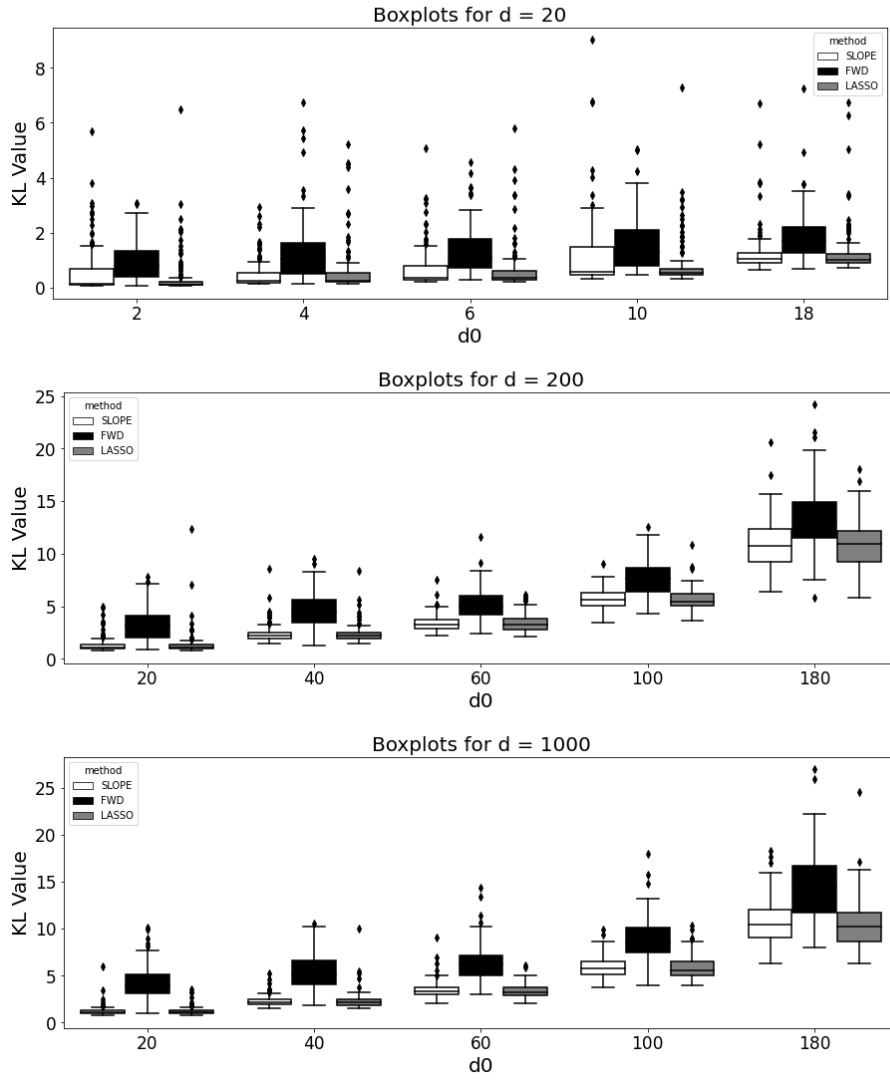 Boxplots for d = 20
KL Value
8
6
4
2
0
method
SLOPE
FWD
LASSO
2 4 6 10 18
d0
Boxplots for d = 200
KL Value
25
20
15
10
5
0
method
SLOPE
FWD
LASSO
20 40 60 100 180
d0
Boxplots for d = 1000
KL Value
25
20
15
10
5
0
method
SLOPE
FWD
LASSO
20 40 60 100 180
d0